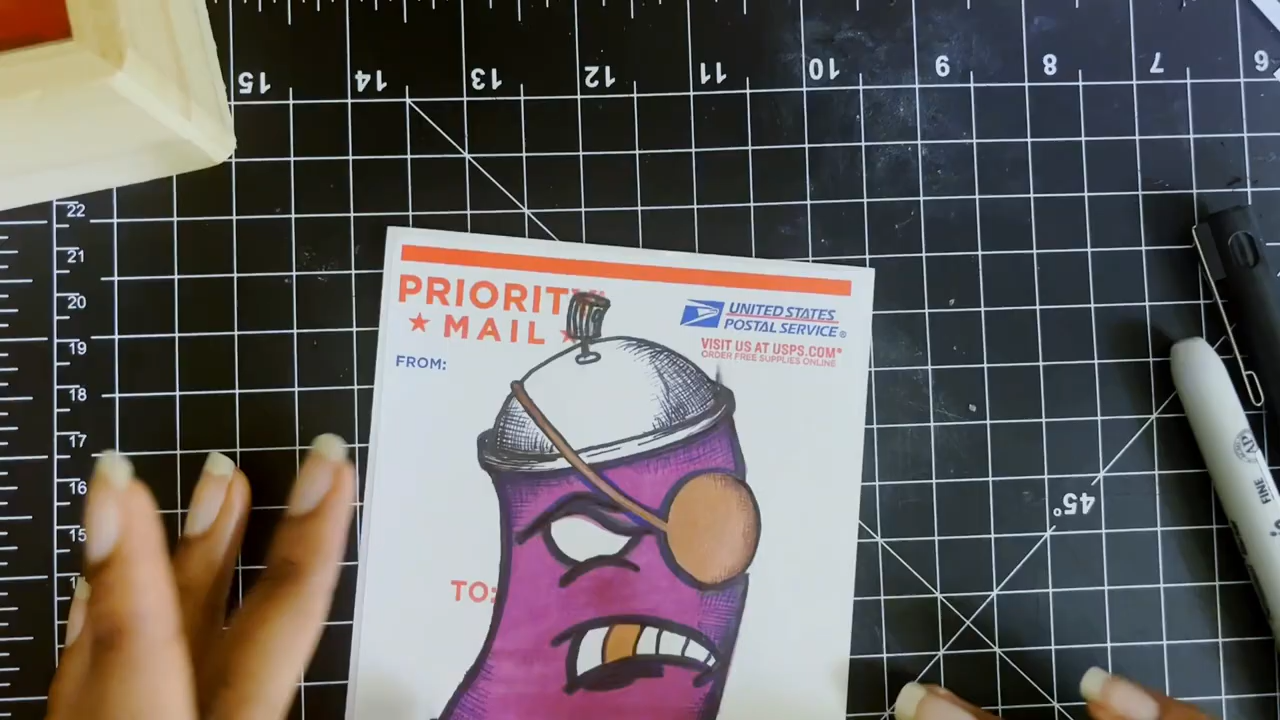 15 14 13 12 11 10 9 8 7 6
22
21
20
19
18
17
16
15
PRIORITY
★ MAIL ★
FROM:
UNITED STATES
POSTAL SERVICE®
VISIT US AT USPS.COM®
ORDER FREE SUPPLIES ONLINE
TO:
45°
FINE
AP